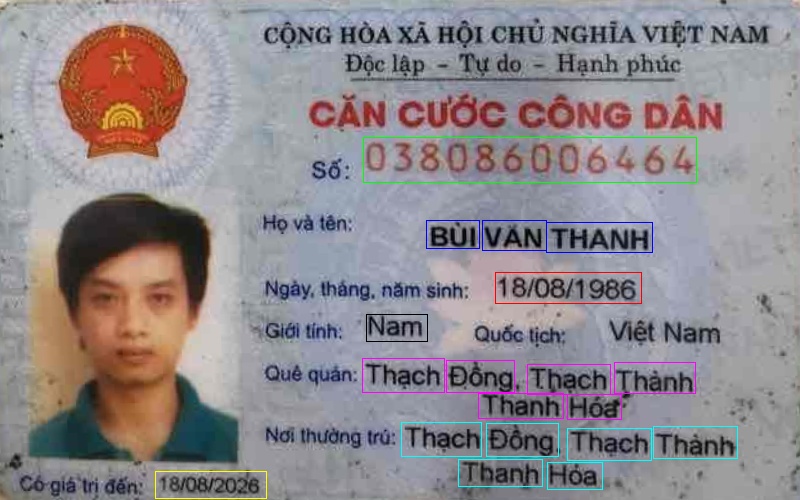 CỘNG HÒA XÃ HỘI CHỦ NGHĨA VIỆT NAM
Độc lập - Tự do - Hạnh phúc
CĂN CƯỚC CÔNG DÂN
Số: 038086006464
Họ và tên: BÙI VĂN THANH
Ngày, tháng, năm sinh: 18/08/1986
Giới tính: Nam Quốc tịch: Việt Nam
Quê quán: Thạch Đồng, Thạch Thành
Thanh Hóa
Nơi thường trú: Thạch Đồng, Thạch Thành
Thanh Hóa
Có giá trị đến: 18/08/2026